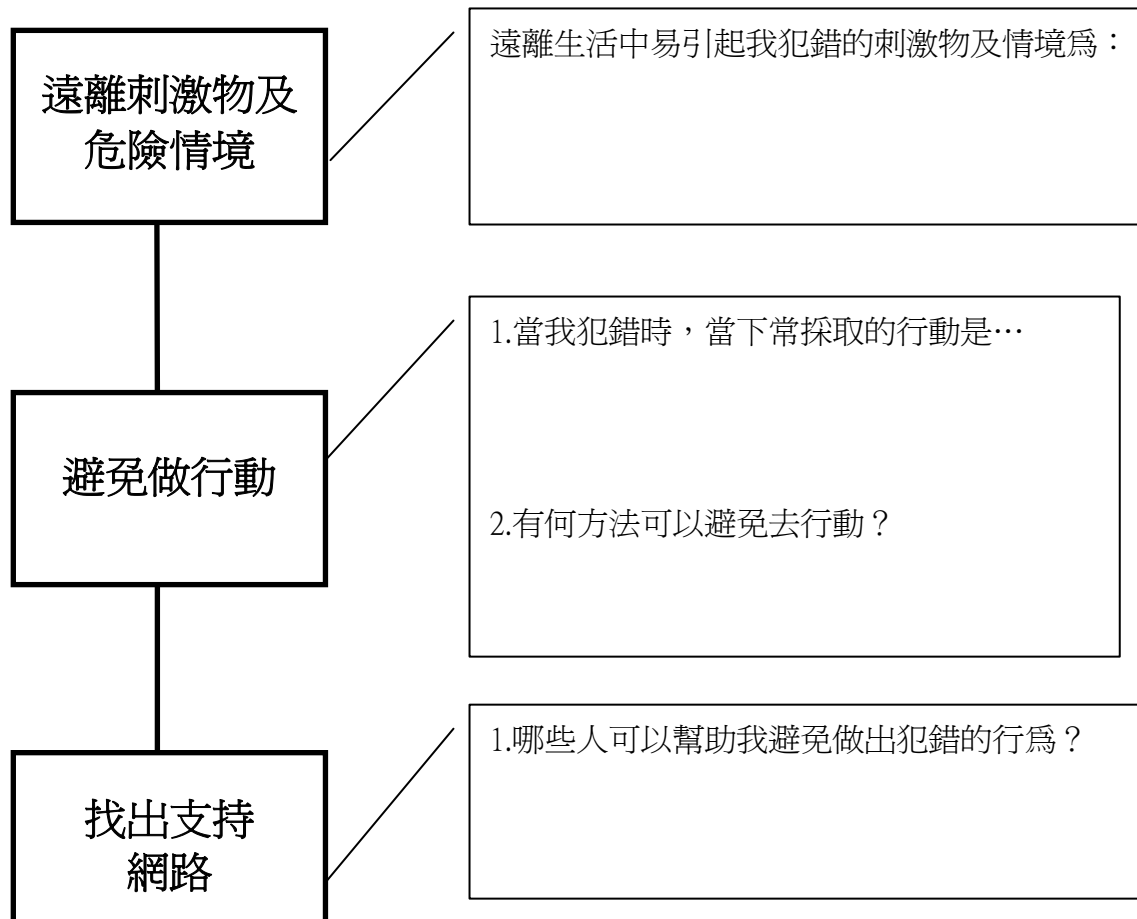 遠離生活中易引起我犯錯的刺激物及情境為：
遠離刺激物及
危險情境
1.當我犯錯時，當下常採取的行動是…
避免做行動
2.有何方法可以避免去行動？
1.哪些人可以幫助我避免做出犯錯的行為？
找出支持
網路